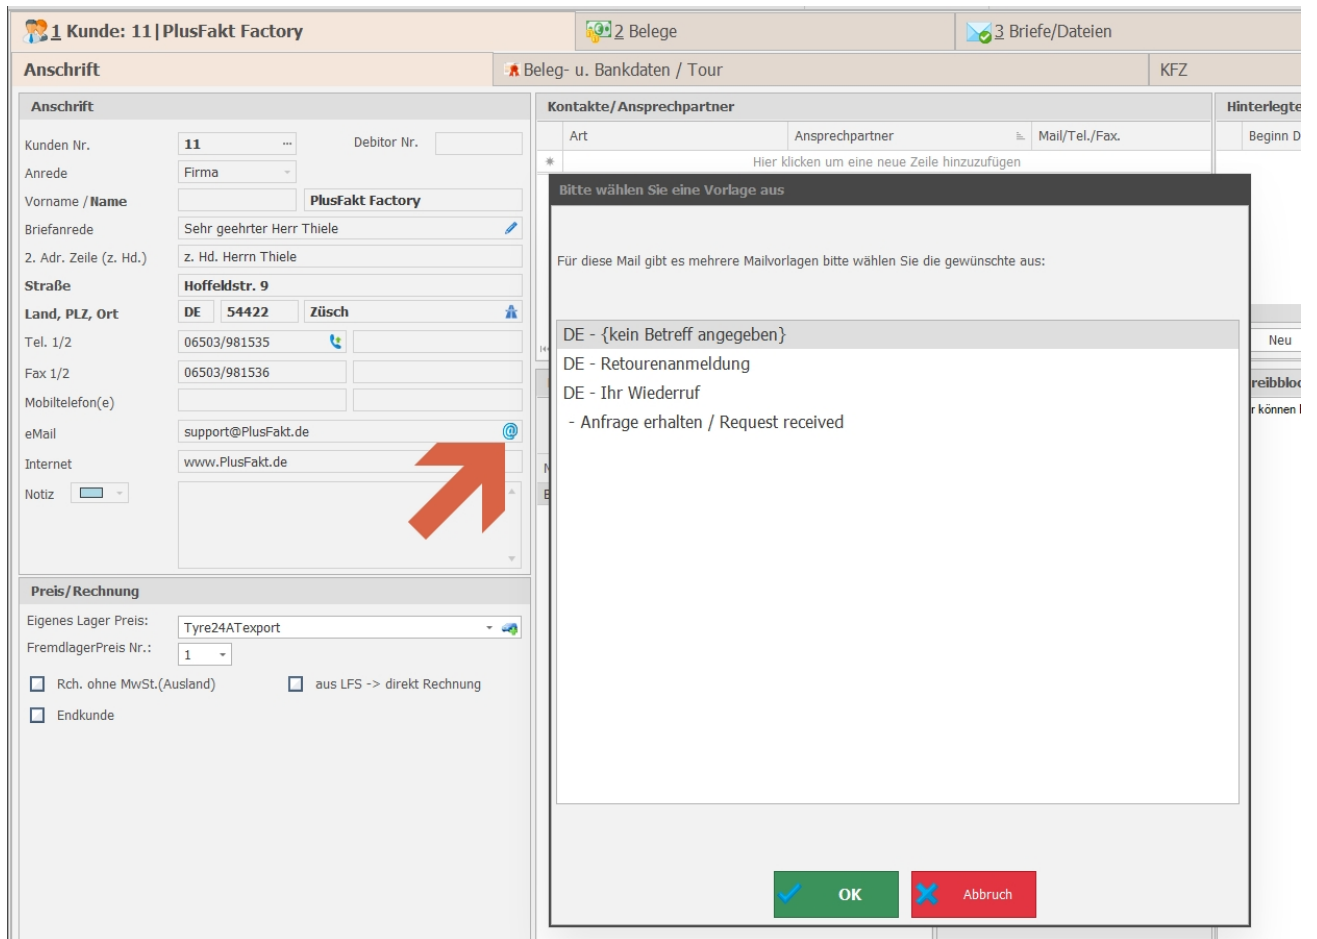 1 Kunde: 11|PlusFakt Factory
2 Belege
3 Briefe/Dateien
Anschrift
Beleg- u. Bankdaten / Tour
KFZ
Anschrift
Kunden Nr.
11
Debitor Nr.
Anrede
Firma
Vorname / Name
PlusFakt Factory
Briefanrede
Sehr geehrter Herr Thiele
2. Adr. Zeile (z. Hd.)
z. Hd. Herrn Thiele
Straße
Hoffeldstr. 9
Land, PLZ, Ort
DE
54422
Züsch
Tel. 1/2
06503/981535
Fax 1/2
06503/981536
Mobiltelefon(e)
eMail
support@PlusFakt.de
Internet
www.PlusFakt.de
Notiz
Preis/Rechnung
Eigenes Lager Preis:
Tyre24ATexport
FremdlagerPreis Nr.:
1
Rch. ohne MwSt.(Ausland)
aus LFS -> direkt Rechnung
Endkunde
Kontakte/Ansprechpartner
Art
Ansprechpartner
Mail/Tel./Fax.
Hier klicken um eine neue Zeile hinzuzufügen
Hinterlegte
Beginn D
Neu
reibbloc
r können
Bitte wählen Sie eine Vorlage aus
Für diese Mail gibt es mehrere Mailvorlagen bitte wählen Sie die gewünschte aus:
DE - {kein Betreff angegeben}
DE - Retourenanmeldung
DE - Ihr Wiederruf
- Anfrage erhalten / Request received
OK
Abbruch